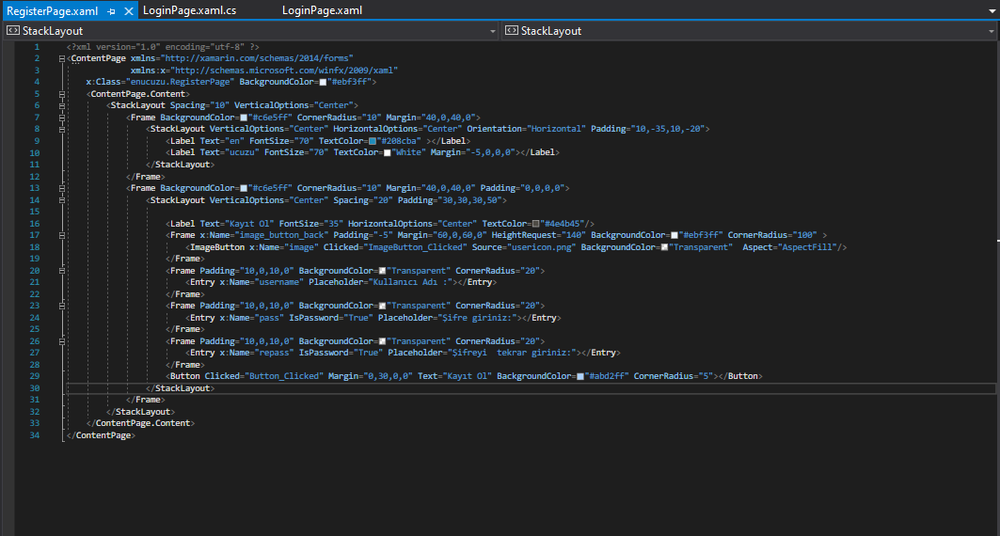 RegisterPage.xaml LoginPage.xaml.cs LoginPage.xaml
StackLayout StackLayout
1 <?xml version="1.0" encoding="utf-8" ?>
2 <ContentPage xmlns="http://xamarin.com/schemas/2014/forms"
3 xmlns:x="http://schemas.microsoft.com/winfx/2009/xaml"
4 x:Class="enucuzu.RegisterPage" BackgroundColor="#ebf3ff">
5 <ContentPage.Content>
6 <StackLayout Spacing="10" VerticalOptions="Center">
7 <Frame BackgroundColor="#c6e5ff" CornerRadius="10" Margin="40,0,40,0">
8 <StackLayout VerticalOptions="Center" HorizontalOptions="Center" Orientation="Horizontal" Padding="10,-35,10,-20">
9 <Label Text="en" FontSize="70" TextColor="#208cba" ></Label>
10 <Label Text="ucuzu" FontSize="70" TextColor="White" Margin="-5,0,0,0"></Label>
11 </StackLayout>
12 </Frame>
13 <Frame BackgroundColor="#c6e5ff" CornerRadius="10" Margin="40,0,40,0" Padding="0,0,0,0">
14 <StackLayout VerticalOptions="Center" Spacing="20" Padding="30,30,30,50">
15
16 <Label Text="Kayıt Ol" FontSize="35" HorizontalOptions="Center" TextColor="#4e4b45"/>
17 <Frame x:Name="image_button_back" Padding="-5" Margin="60,0,60,0" HeightRequest="140" BackgroundColor="#ebf3ff" CornerRadius="100" >
18 <ImageButton x:Name="image" Clicked="ImageButton_Clicked" Source="usericon.png" BackgroundColor="Transparent" Aspect="AspectFill"/>
19 </Frame>
20 <Frame Padding="10,0,10,0" BackgroundColor="Transparent" CornerRadius="20">
21 <Entry x:Name="username" Placeholder="Kullanıcı Adı :"></Entry>
22 </Frame>
23 <Frame Padding="10,0,10,0" BackgroundColor="Transparent" CornerRadius="20">
24 <Entry x:Name="pass" IsPassword="True" Placeholder="Şifre giriniz:"></Entry>
25 </Frame>
26 <Frame Padding="10,0,10,0" BackgroundColor="Transparent" CornerRadius="20">
27 <Entry x:Name="repass" IsPassword="True" Placeholder="Şifreyi  tekrar giriniz:"></Entry>
28 </Frame>
29 <Button Clicked="Button_Clicked" Margin="0,30,0,0" Text="Kayıt Ol" BackgroundColor="#abd2ff" CornerRadius="5"></Button>
30 </StackLayout>
31 </Frame>
32 </StackLayout>
33 </ContentPage.Content>
34 </ContentPage>